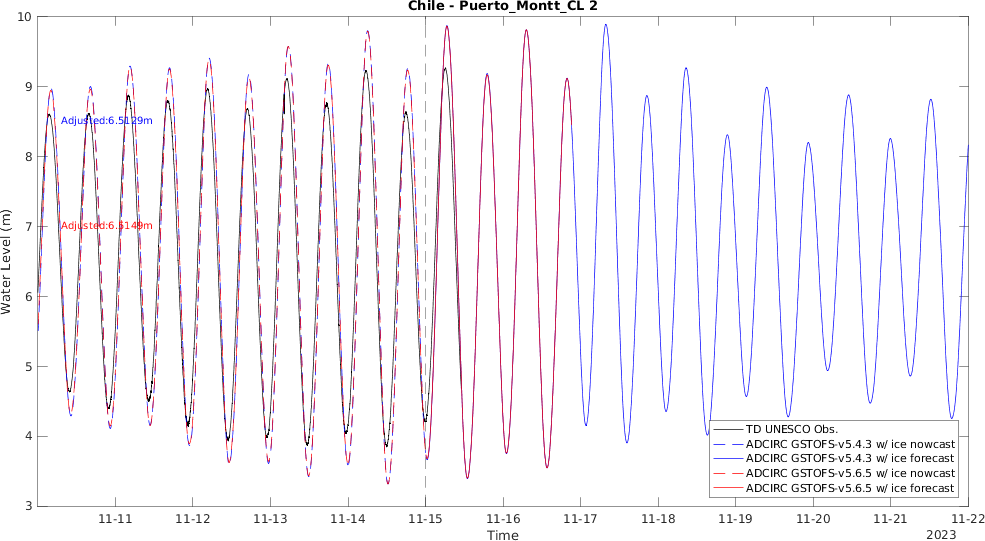 Chile - Puerto_Montt_CL 2
10
9
8
7
6
5
4
3
Water Level (m)
Adjusted:6.5129m
Adjusted:6.5149m
TD UNESCO Obs.
ADCIRC GSTOFS-v5.4.3 w/ ice nowcast
ADCIRC GSTOFS-v5.4.3 w/ ice forecast
ADCIRC GSTOFS-v5.6.5 w/ ice nowcast
ADCIRC GSTOFS-v5.6.5 w/ ice forecast
11-11 11-12 11-13 11-14 11-15 11-16 11-17 11-18 11-19 11-20 11-21 11-22
Time
2023